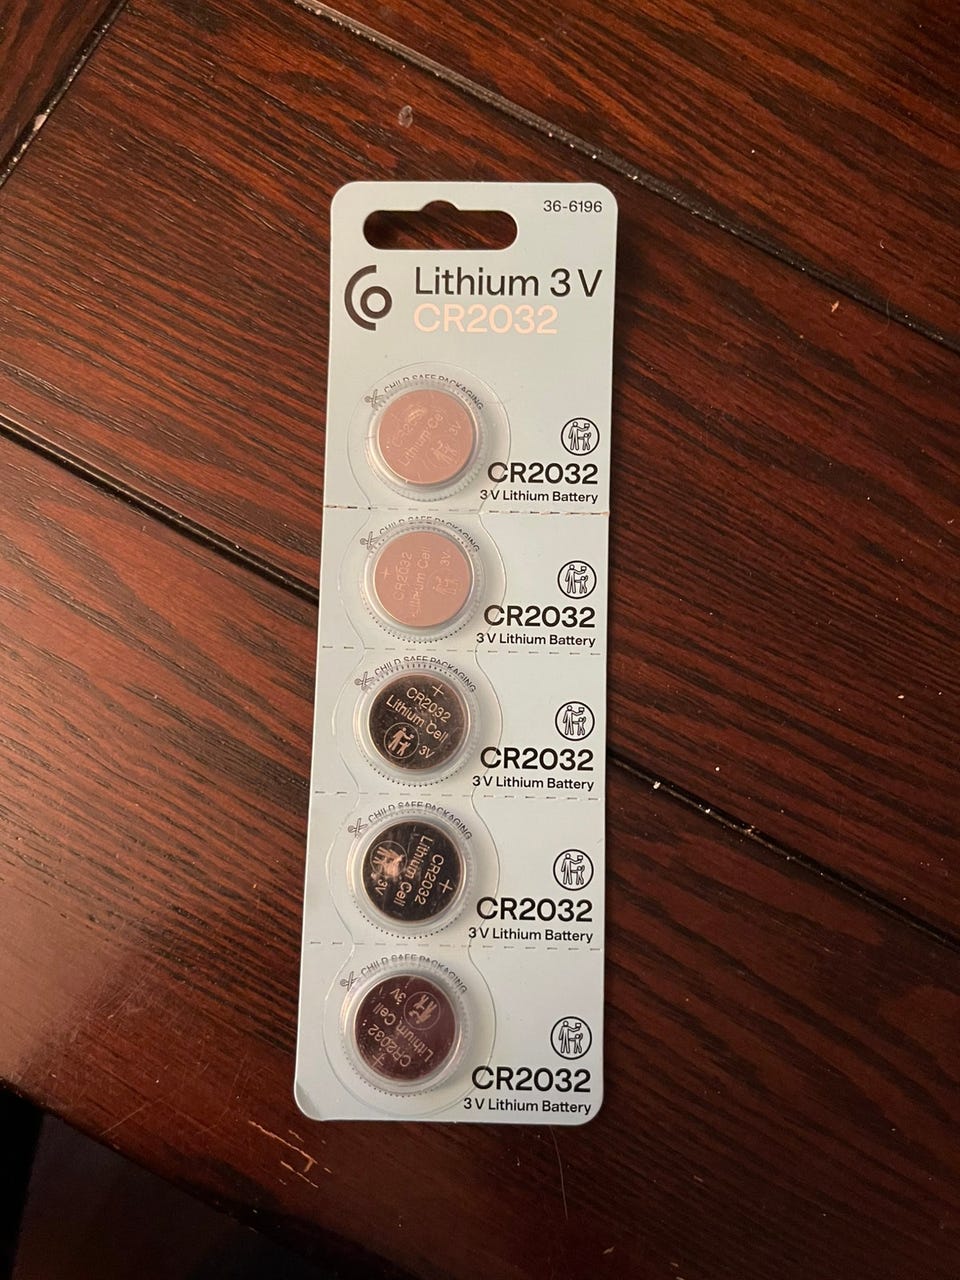 36-6196
Lithium 3 V
CR2032
CHILD SAFE PACKAGING
CR2032
Lithium Cell
3V
CR2032
3 V Lithium Battery
CHILD SAFE PACKAGING
+
CR2032
Lithium Cell
3V
CR2032
3 V Lithium Battery
CHILD SAFE PACKAGING
+
CR2032
Lithium Cell
3V
CR2032
3 V Lithium Battery
CHILD SAFE PACKAGING
+
CR2032
Lithium Cell
3V
CR2032
3 V Lithium Battery
CHILD SAFE PACKAGING
+
CR2032
Lithium Cell
3V
CR2032
3 V Lithium Battery